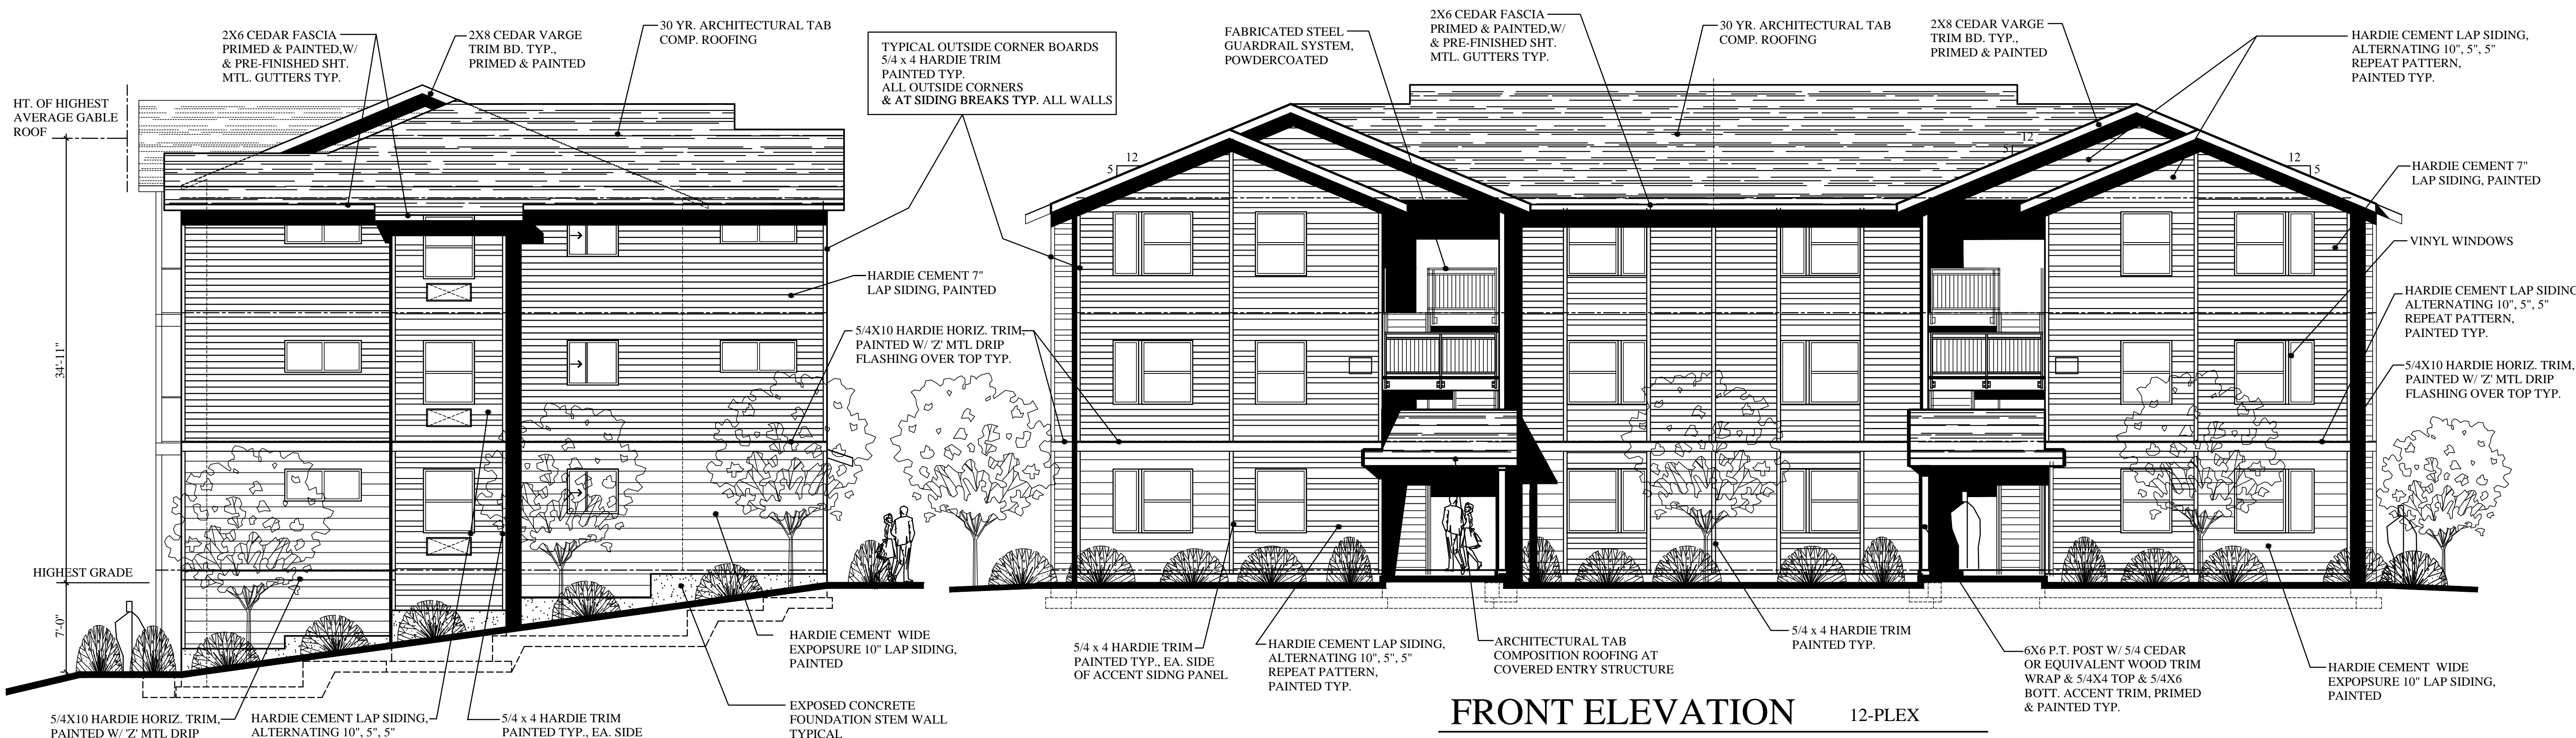 2X6 CEDAR FASCIA
PRIMED & PAINTED,W/
& PRE-FINISHED SHT.
MTL. GUTTERS TYP.
2X8 CEDAR VARGE
TRIM BD. TYP.,
PRIMED & PAINTED
30 YR. ARCHITECTURAL TAB
COMP. ROOFING
TYPICAL OUTSIDE CORNER BOARDS
5/4 x 4 HARDIE TRIM
PAINTED TYP.
ALL OUTSIDE CORNERS
& AT SIDING BREAKS TYP. ALL WALLS
HT. OF HIGHEST
AVERAGE GABLE
ROOF
34'-11"
HIGHEST GRADE
7'-0"
HARDIE CEMENT 7"
LAP SIDING, PAINTED
5/4X10 HARDIE HORIZ. TRIM,
PAINTED W/ 'Z' MTL DRIP
FLASHING OVER TOP TYP.
HARDIE CEMENT WIDE
EXPOPSURE 10" LAP SIDING,
PAINTED
EXPOSED CONCRETE
FOUNDATION STEM WALL
TYPICAL
5/4X10 HARDIE HORIZ. TRIM,
PAINTED W/ 'Z' MTL DRIP
HARDIE CEMENT LAP SIDING,
ALTERNATING 10", 5", 5"
5/4 x 4 HARDIE TRIM
PAINTED TYP., EA. SIDE
FABRICATED STEEL
GUARDRAIL SYSTEM,
POWDERCOATED
2X6 CEDAR FASCIA
PRIMED & PAINTED,W/
& PRE-FINISHED SHT.
MTL. GUTTERS TYP.
30 YR. ARCHITECTURAL TAB
COMP. ROOFING
2X8 CEDAR VARGE
TRIM BD. TYP.,
PRIMED & PAINTED
HARDIE CEMENT LAP SIDING,
ALTERNATING 10", 5", 5"
REPEAT PATTERN,
PAINTED TYP.
12
5
12
5
12
5
HARDIE CEMENT 7"
LAP SIDING, PAINTED
VINYL WINDOWS
HARDIE CEMENT LAP SIDING
ALTERNATING 10", 5", 5"
REPEAT PATTERN,
PAINTED TYP.
5/4X10 HARDIE HORIZ. TRIM,
PAINTED W/ 'Z' MTL DRIP
FLASHING OVER TOP TYP.
5/4 x 4 HARDIE TRIM
PAINTED TYP., EA. SIDE
OF ACCENT SIDNG PANEL
HARDIE CEMENT LAP SIDING,
ALTERNATING 10", 5", 5"
REPEAT PATTERN,
PAINTED TYP.
ARCHITECTURAL TAB
COMPOSITION ROOFING AT
COVERED ENTRY STRUCTURE
5/4 x 4 HARDIE TRIM
PAINTED TYP.
6X6 P.T. POST W/ 5/4 CEDAR
OR EQUIVALENT WOOD TRIM
WRAP & 5/4X4 TOP & 5/4X6
BOTT. ACCENT TRIM, PRIMED
& PAINTED TYP.
HARDIE CEMENT WIDE
EXPOPSURE 10" LAP SIDING,
PAINTED
FRONT ELEVATION 12-PLEX